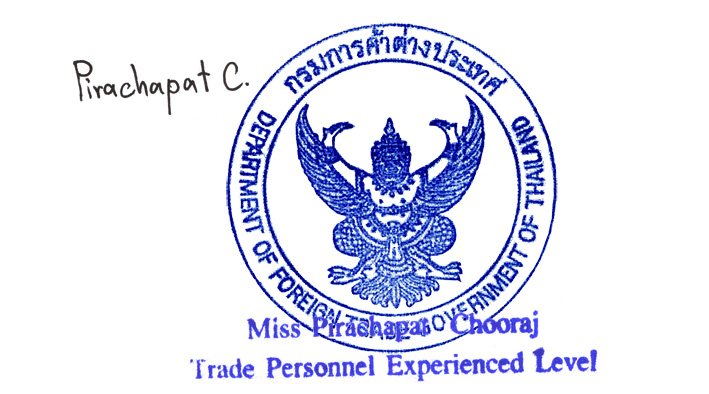 Pirachapat C.
กรมการค้าต่างประเทศ
DEPARTMENT OF FOREIGN TRADE GOVERNMENT OF THAILAND
Miss Pirachapat Chooraj
Trade Personnel Experienced Level